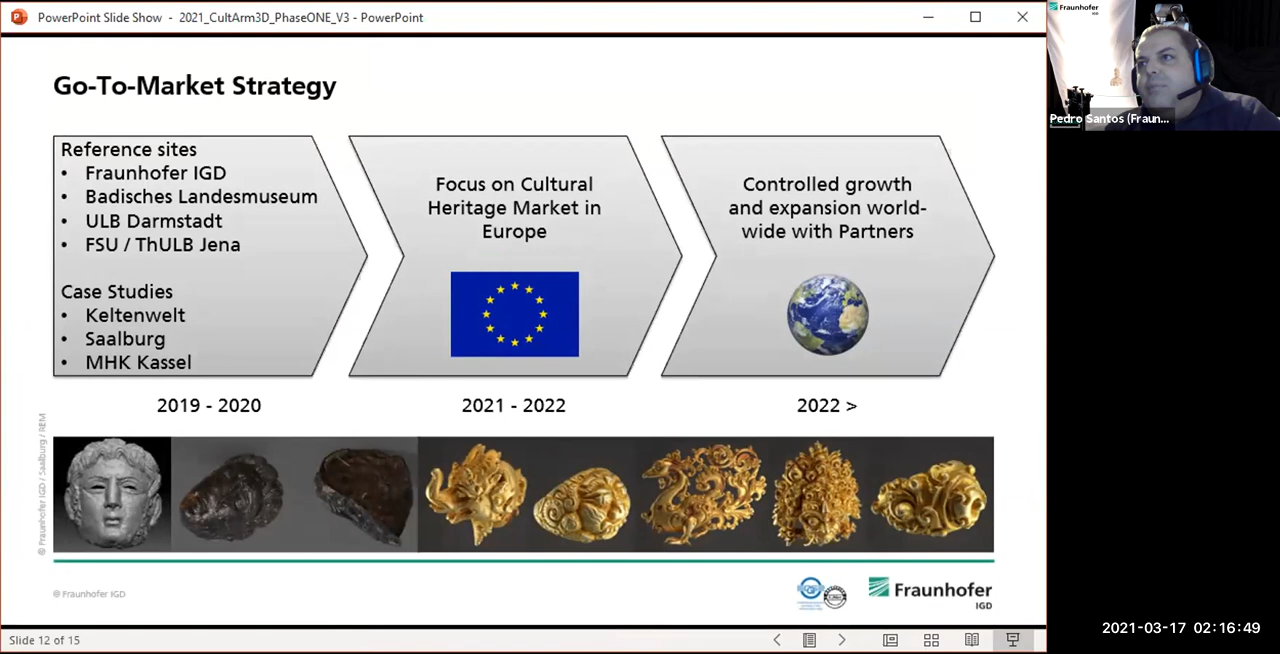 PowerPoint Slide Show - 2021_CultArm3D_PhaseONE_V3 - PowerPoint
Fraunhofer
IGD
Pedro Santos (Fraun...
Go-To-Market Strategy
Reference sites
• Fraunhofer IGD
• Badisches Landesmuseum
• ULB Darmstadt
• FSU / ThULB Jena
Case Studies
• Keltenwelt
• Saalburg
• MHK Kassel
Focus on Cultural
Heritage Market in
Europe
Controlled growth
and expansion world-
wide with Partners
2019 - 2020
2021 - 2022
2022 >
© Fraunhofer IGD / Saalburg / REM
© Fraunhofer IGD
Fraunhofer
IGD
Slide 12 of 15
2021-03-17 02:16:49